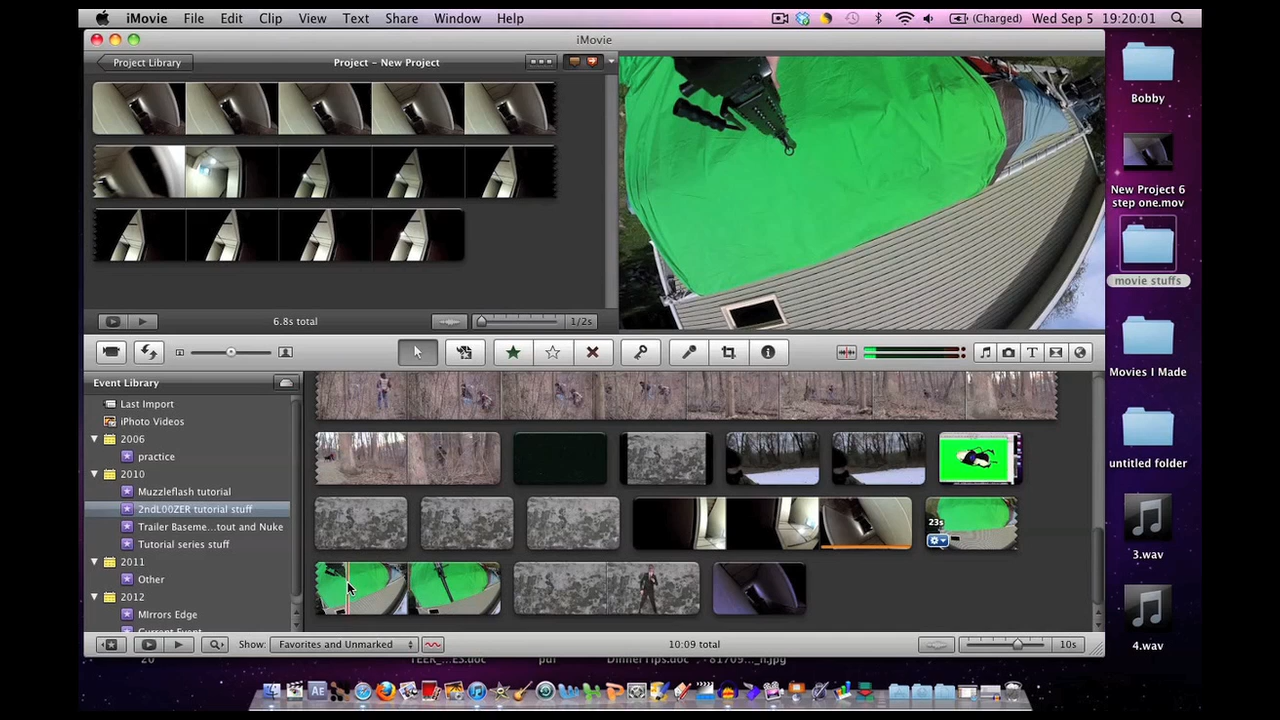 iMovie File Edit Clip View Text Share Window Help (Charged) Wed Sep 5 19:20:01
iMovie
Project Library
Project – New Project
6.8s total
1/2s
Event Library
Last Import
iPhoto Videos
2006
practice
2010
Muzzleflash tutorial
2ndL00ZER tutorial stuff
Trailer Baseme...tout and Nuke
Tutorial series stuff
2011
Other
2012
MIrrors Edge
Current Event
23s
Show: Favorites and Unmarked
10:09 total
10s
Bobby
New Project 6
step one.mov
movie stuffs
Movies I Made
untitled folder
3.wav
4.wav
AE